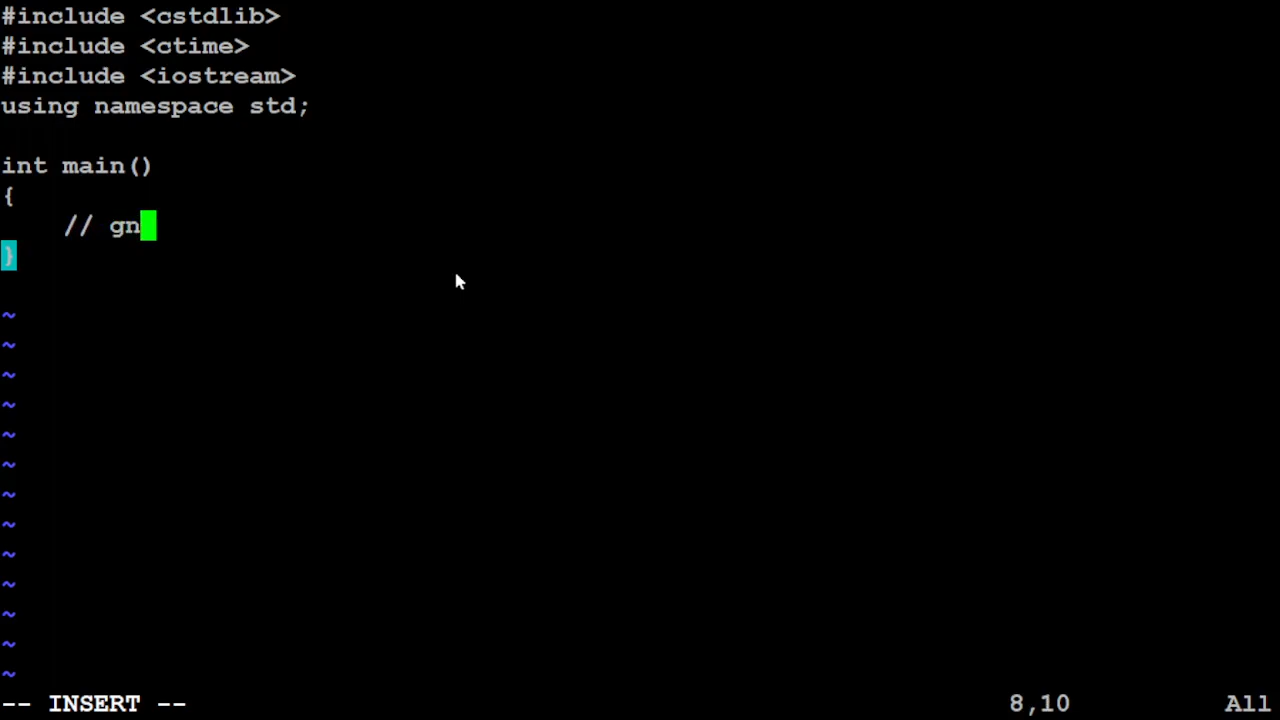 #include <cstdlib>
#include <ctime>
#include <iostream>
using namespace std;
int main()
{
// gn
}
~
~
~
~
~
~
~
~
~
~
~
~
~
-- INSERT -- 8,10 All